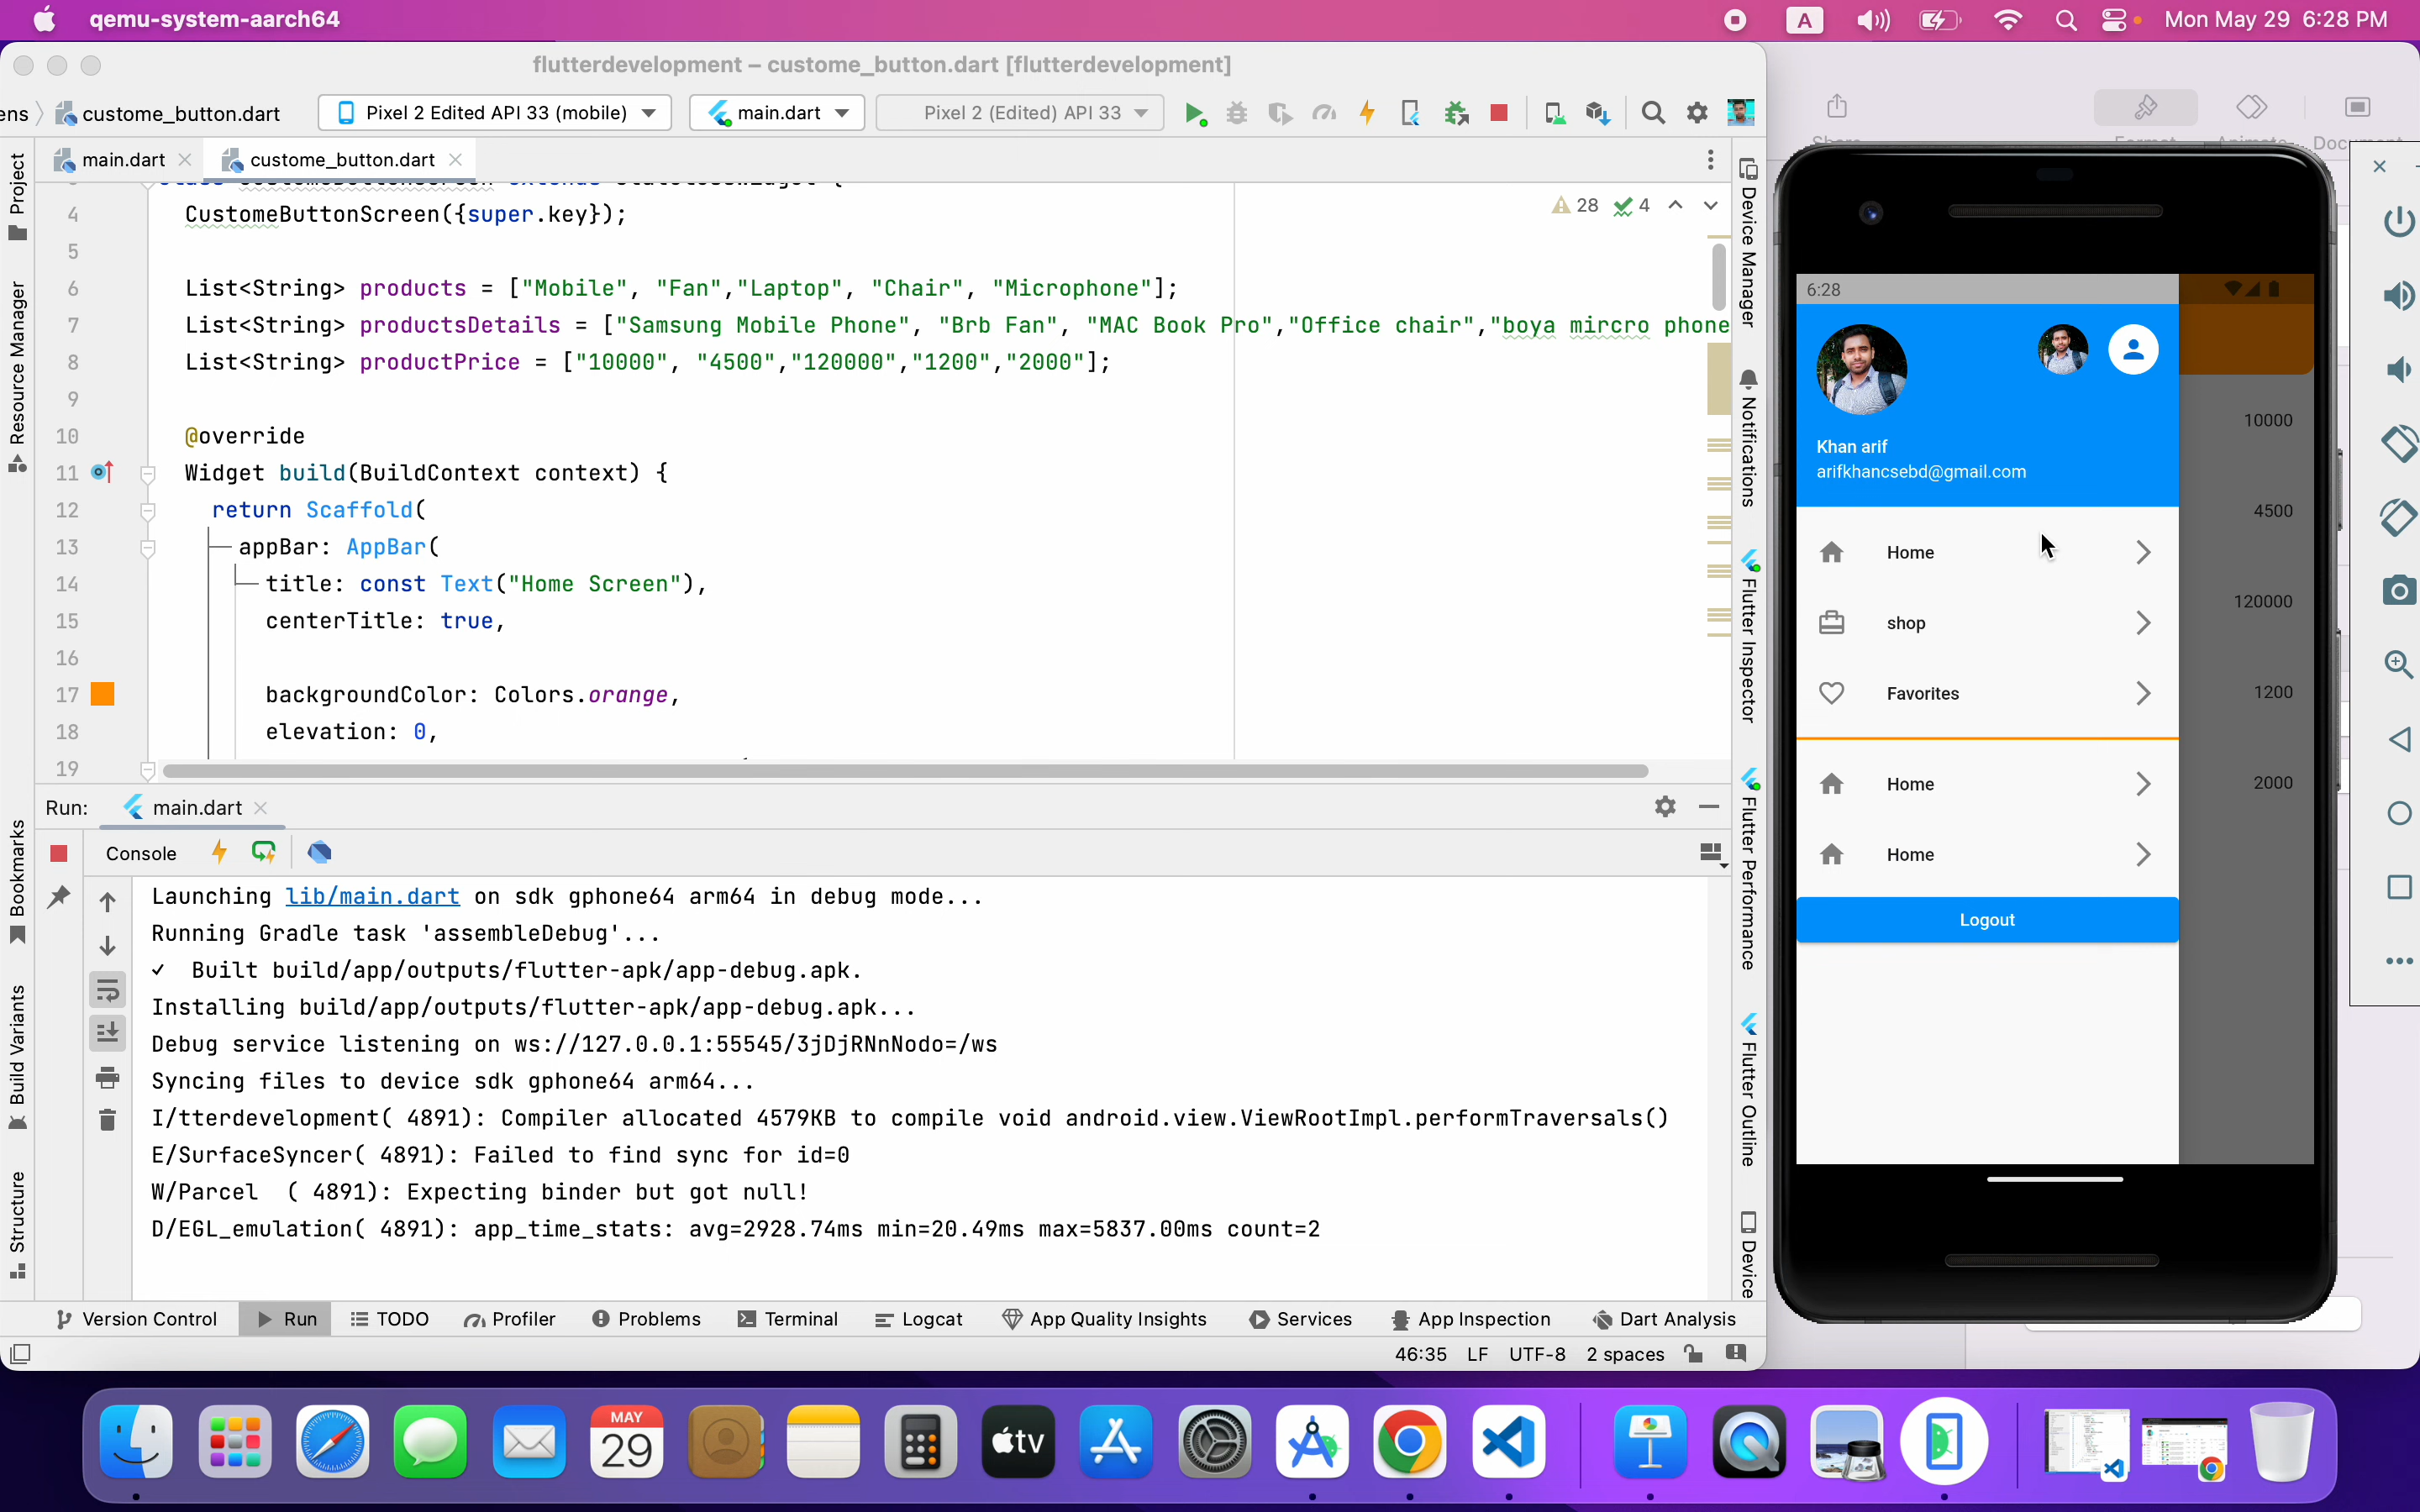 qemu-system-aarch64
A
Mon May 29 6:28 PM
flutterdevelopment – custome_button.dart [flutterdevelopment]
ens
custome_button.dart
Pixel 2 Edited API 33 (mobile)
main.dart
Pixel 2 (Edited) API 33
main.dart
custome_button.dart
28
4
4
CustomeButtonScreen({super.key});
5
6
List<String> products = ["Mobile", "Fan","Laptop", "Chair", "Microphone"];
7
List<String> productsDetails = ["Samsung Mobile Phone", "Brb Fan", "MAC Book Pro","Office chair","boya mircro phone
8
List<String> productPrice = ["10000", "4500","120000","1200","2000"];
9
10
@override
11
Widget build(BuildContext context) {
12
return Scaffold(
13
appBar: AppBar(
14
title: const Text("Home Screen"),
15
centerTitle: true,
16
17
backgroundColor: Colors.orange,
18
elevation: 0,
19
Project
Resource Manager
Bookmarks
Build Variants
Structure
Device Manager
Notifications
Flutter Inspector
Flutter Performance
Flutter Outline
Device
Run:
main.dart
Console
Launching lib/main.dart on sdk gphone64 arm64 in debug mode...
Running Gradle task 'assembleDebug'...
✓ Built build/app/outputs/flutter-apk/app-debug.apk.
Installing build/app/outputs/flutter-apk/app-debug.apk...
Debug service listening on ws://127.0.0.1:55545/3jDjRNnNodo=/ws
Syncing files to device sdk gphone64 arm64...
I/tterdevelopment( 4891): Compiler allocated 4579KB to compile void android.view.ViewRootImpl.performTraversals()
E/SurfaceSyncer( 4891): Failed to find sync for id=0
W/Parcel  ( 4891): Expecting binder but got null!
D/EGL_emulation( 4891): app_time_stats: avg=2928.74ms min=20.49ms max=5837.00ms count=2
Version Control
Run
TODO
Profiler
Problems
Terminal
Logcat
App Quality Insights
Services
App Inspection
Dart Analysis
46:35
LF
UTF-8
2 spaces
6:28
Khan arif
arifkhancsebd@gmail.com
Home
shop
Favorites
Home
Home
Logout
10000
4500
120000
1200
2000
MAY
29
tv